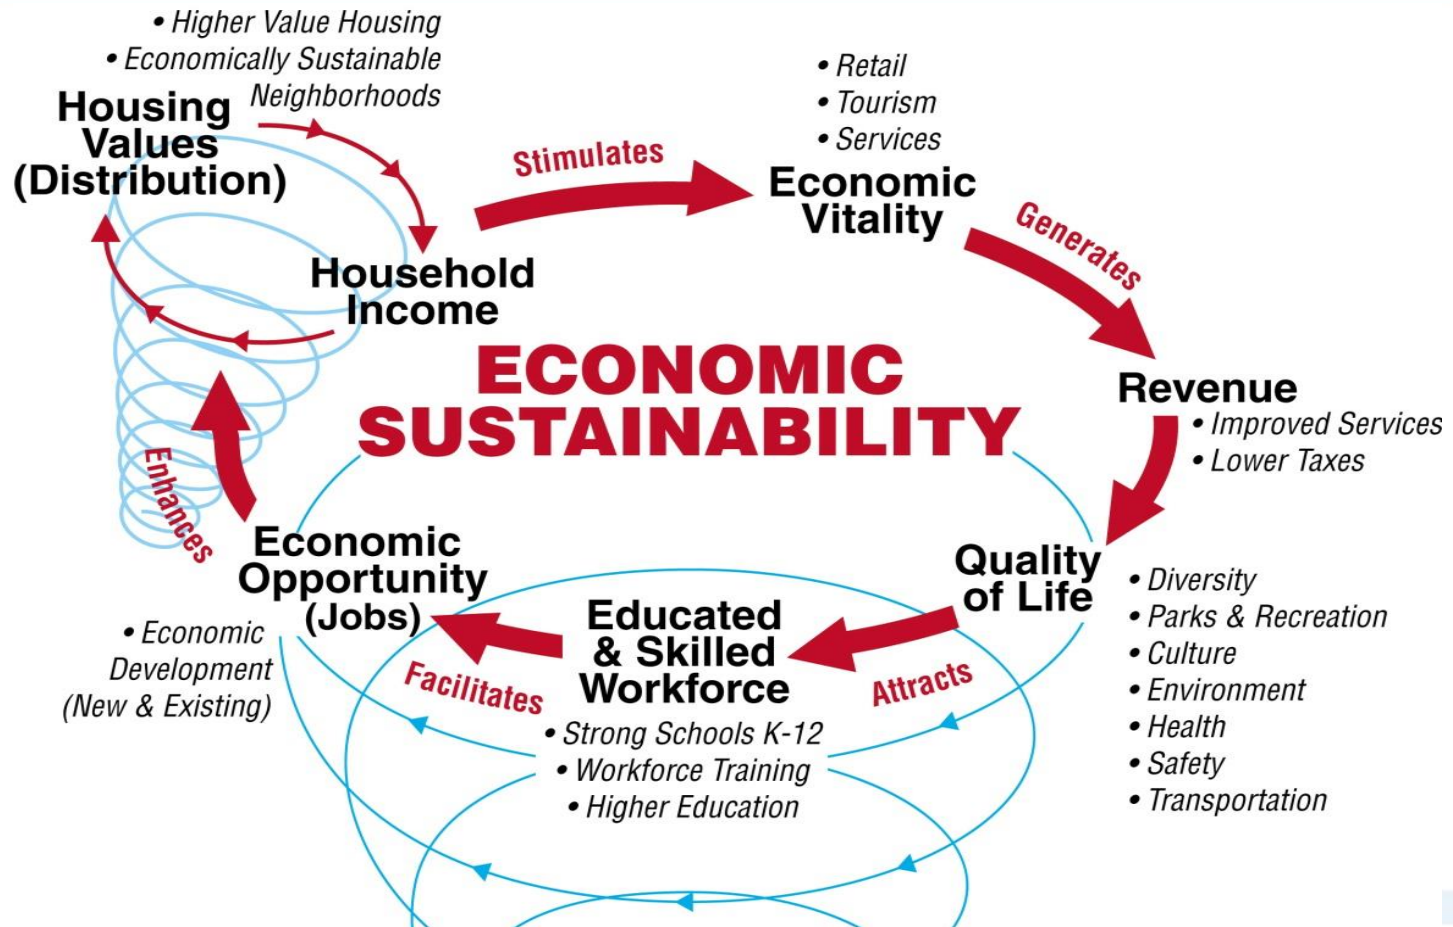 • Higher Value Housing
• Economically Sustainable
Neighborhoods
Housing
Values
(Distribution)
Household
Income
Stimulates
• Retail
• Tourism
• Services
Economic
Vitality
Generates
Revenue
• Improved Services
• Lower Taxes
ECONOMIC
SUSTAINABILITY
Quality
of Life
• Diversity
• Parks & Recreation
• Culture
• Environment
• Health
• Safety
• Transportation
Attracts
Educated
& Skilled
Workforce
• Strong Schools K-12
• Workforce Training
• Higher Education
Facilitates
Economic
Opportunity
(Jobs)
• Economic
Development
(New & Existing)
Enhances